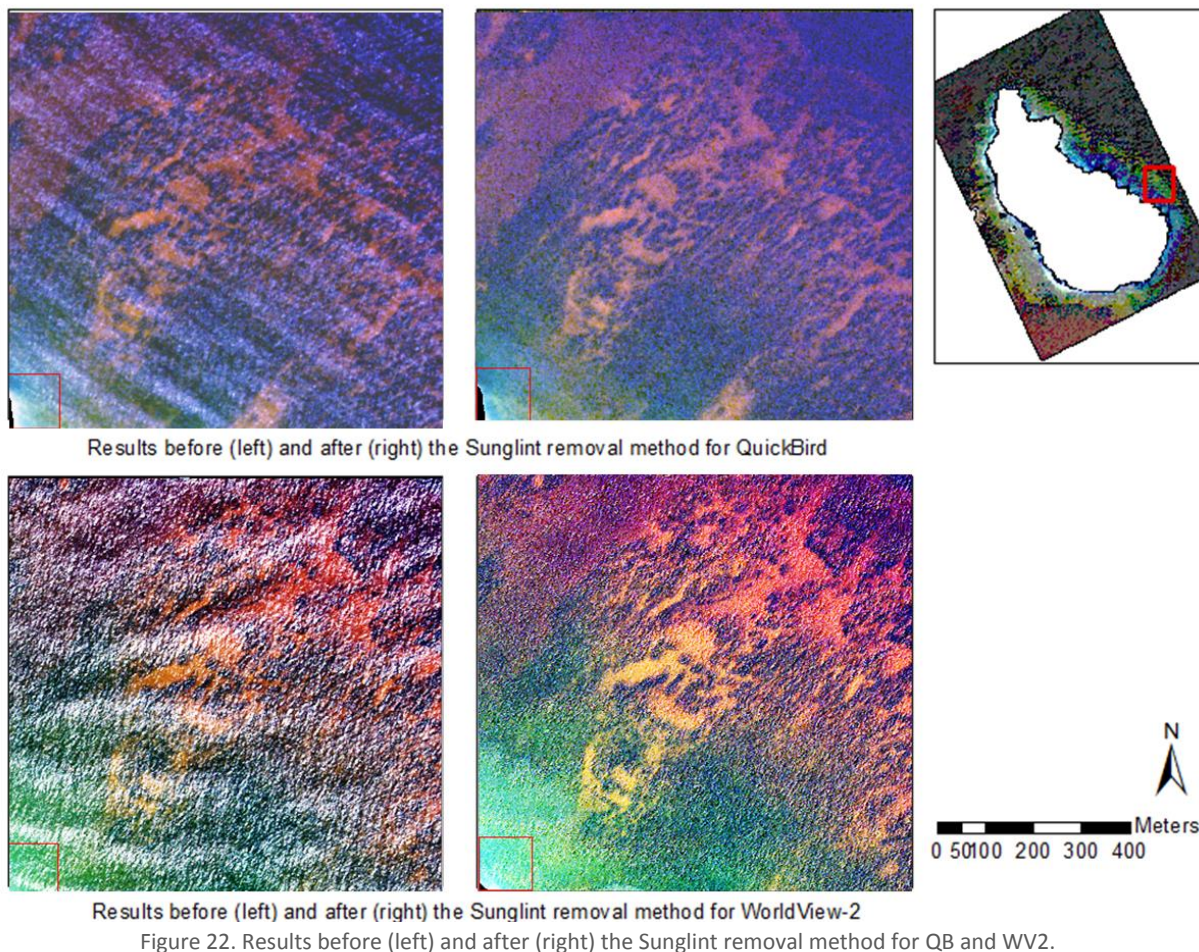 Results before (left) and after (right) the Sunglint removal method for QuickBird
N
Meters
0 50100 200 300 400
Results before (left) and after (right) the Sunglint removal method for WorldView-2
Figure 22. Results before (left) and after (right) the Sunglint removal method for QB and WV2.